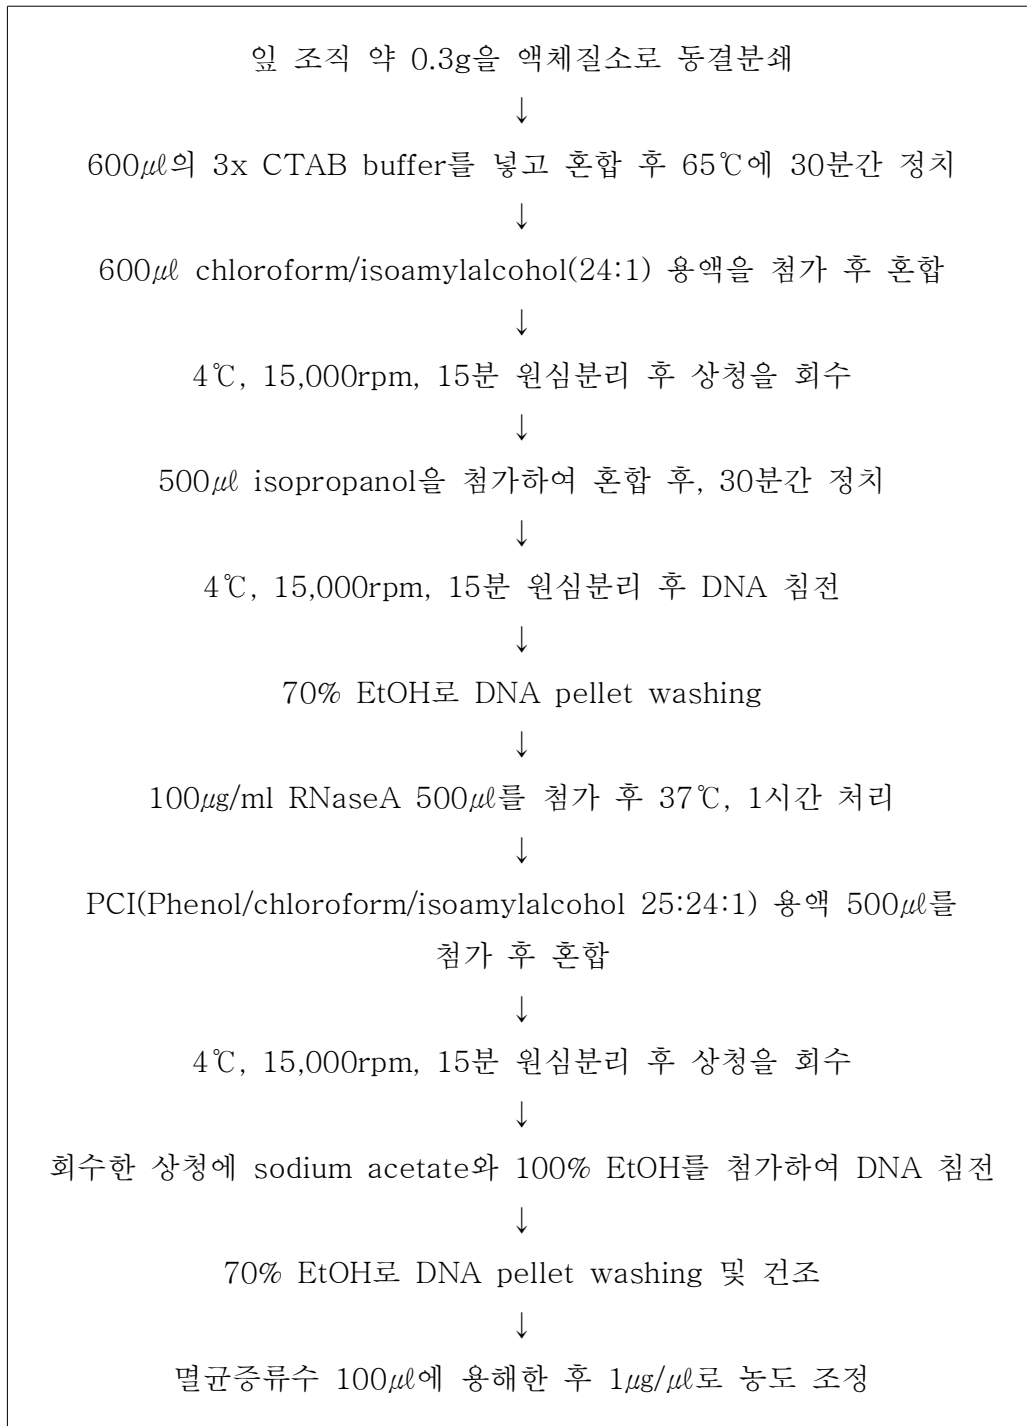 잎 조직 약 0.3g을 액체질소로 동결분쇄
↓
600㎕의 3x CTAB buffer를 넣고 혼합 후 65℃에 30분간 정치
↓
600㎕ chloroform/isoamylalcohol(24:1) 용액을 첨가 후 혼합
↓
4℃, 15,000rpm, 15분 원심분리 후 상청을 회수
↓
500㎕ isopropanol을 첨가하여 혼합 후, 30분간 정치
↓
4℃, 15,000rpm, 15분 원심분리 후 DNA 침전
↓
70% EtOH로 DNA pellet washing
↓
100㎍/ml RNaseA 500㎕를 첨가 후 37℃, 1시간 처리
↓
PCI(Phenol/chloroform/isoamylalcohol 25:24:1) 용액 500㎕를
첨가 후 혼합
↓
4℃, 15,000rpm, 15분 원심분리 후 상청을 회수
↓
회수한 상청에 sodium acetate와 100% EtOH를 첨가하여 DNA 침전
↓
70% EtOH로 DNA pellet washing 및 건조
↓
멸균증류수 100㎕에 용해한 후 1㎍/㎕로 농도 조정